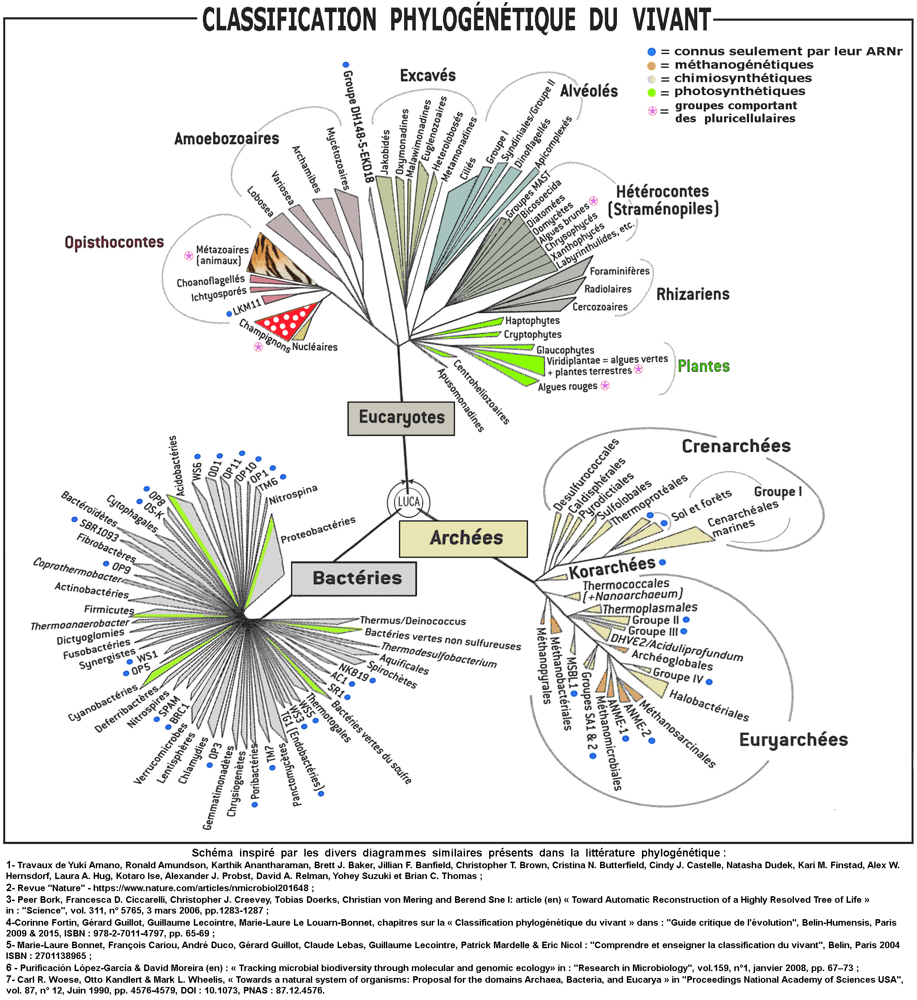 CLASSIFICATION PHYLOGÉNÉTIQUE DU VIVANT
= connus seulement par leur ARNr
= méthanogénétiques
= chimiosynthétiques
= photosynthétiques
= groupes comportant
des pluricellulaires
Excavés
Alvéolés
Amoebozoaires
Hétérocontes
(Straménopiles)
Opisthocontes
Rhizariens
Plantes
Groupe DH148-5-EKD18
Lobosea
Variosea
Archamibes
Mycétozoaires
Jakobidés
Oxymonadines
Malawimonadines
Euglenozoaires
Heterolobosés
Metamonadines
Ciliés
Groupe I
Syndiniales/Groupe II
Dinoflagellés
Apicomplexés
Groupes MAST
Bicosoecida
Diatomées
Oomycètes
Algues brunes
Chrysophycés
Xanthophycés
Labyrinthulides, etc.
Foraminifères
Radiolaires
Cercozoaires
Haptophytes
Cryptophytes
Glaucophytes
Viridiplantae = algues vertes
+ plantes terrestres
Algues rouges
Centroheliozoaires
Apusomonadines
Métazoaires
(animaux)
Choanoflagellés
Ichtyosporés
LKM11
Champignons
Nucléaires
Eucaryotes
LUCA
Archées
Bactéries
Acidobactéries
WS6
OD1
OP11
OP10
OP1
TM6
Nitrospina
Proteobactéries
OP8
OS-K
Cytophagales
Bactéroïdètes
SBR1093
Fibrobactères
OP9
Coprothermobacter
Actinobactéries
Firmicutes
Thermoanaerobacter
Dictyoglomies
Fusobactéries
Synergistes
WS1
OP5
Cyanobactéries
Deferribactères
Nitrospires
SPAM
BRC1
Verrucomicrobes
Lentisphères
Chlamydies
OP3
Gemmatimonadètes
Chrysiogenètes
Poribactéries
TM7
Panctomycètes
TG1 (Endobactéries)
WS3
WS5
Thermotogales
Bactéries vertes du soufre
SR1
AC1
NKB19
Spirochètes
Aquificales
Thermodesulfobacterium
Bactéries vertes non sulfureuses
Thermus/Deinococcus
Crenarchées
Desulfurococcales
Caldisphérales
Pyrodictiales
Sulfolobales
Thermoprotéales
Sol et forêts
Groupe I
Cenarchéales
marines
Korarchées
Thermococcales
(+Nanoarchaeum)
Thermoplasmales
Groupe II
Groupe III
DHVE2/Aciduliprofundum
Archéoglobales
Groupe IV
Halobactériales
Méthanosarcinales
ANME-2
ANME-1
Méthanomicrobiales
Groupes SA1 & 2
MSBL1
Méthanobactériales
Méthanopyrales
Euryarchées
Schéma inspiré par les divers diagrammes similaires présents dans la littérature phylogénétique :
1- Travaux de Yuki Amano, Ronald Amundson, Karthik Anantharaman, Brett J. Baker, Jillian F. Banfield, Christopher T. Brown, Cristina N. Butterfield, Cindy J. Castelle, Natasha Dudek, Kari M. Finstad, Alex W.
Hernsdorf, Laura A. Hug, Kotaro Ise, Alexander J. Probst, David A. Relman, Yohey Suzuki et Brian C. Thomas ;
2- Revue "Nature" - https://www.nature.com/articles/nmicrobiol201648 ;
3- Peer Bork, Francesca D. Ciccarelli, Christopher J. Creevey, Tobias Doerks, Christian von Mering and Berend Sne l: article (en) « Toward Automatic Reconstruction of a Highly Resolved Tree of Life »
in : "Science", vol. 311, n° 5765, 3 mars 2006, pp.1283-1287 ;
4-Corinne Fortin, Gérard Guillot, Guillaume Lecointre, Marie-Laure Le Louarn-Bonnet, chapitres sur la « Classification phylogénétique du vivant » dans : "Guide critique de l'évolution", Belin-Humensis, Paris
2009 & 2015, ISBN : 978-2-7011-4797, pp. 65-69 ;
5- Marie-Laure Bonnet, François Cariou, André Duco, Gérard Guillot, Claude Lebas, Guillaume Lecointre, Patrick Mardelle & Eric Nicol : "Comprendre et enseigner la classification du vivant", Belin, Paris 2004
ISBN : 2701138965 ;
6 - Purificación López-García & David Moreira (en) : « Tracking microbial biodiversity through molecular and genomic ecology» in : "Research in Microbiology", vol.159, n°1, janvier 2008, pp. 67–73 ;
7- Carl R. Woese, Otto Kandlert & Mark L. Wheelis, « Towards a natural system of organisms: Proposal for the domains Archaea, Bacteria, and Eucarya » in "Proceedings National Academy of Sciences USA",
vol. 87, n° 12, Juin 1990, pp. 4576-4579, DOI : 10.1073, PNAS : 87.12.4576.